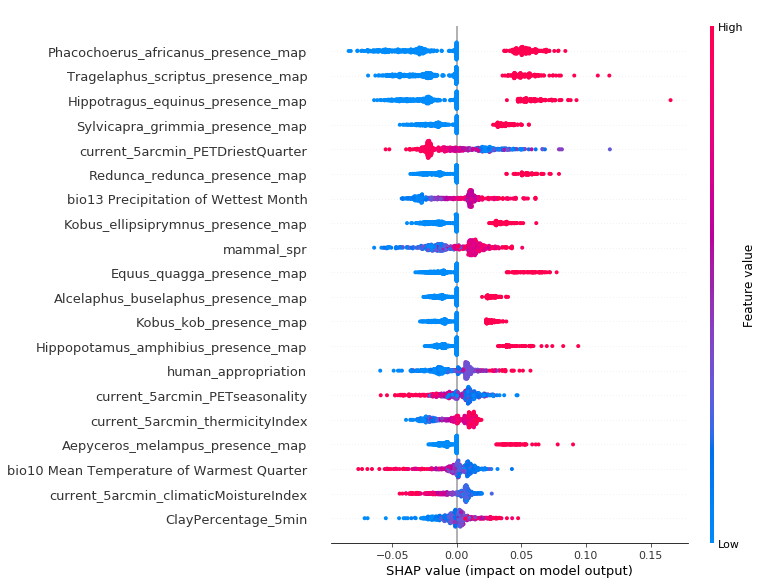 High
Phacochoerus_africanus_presence_map
Tragelaphus_scriptus_presence_map
Hippotragus_equinus_presence_map
Sylvicapra_grimmia_presence_map
current_5arcmin_PETDriestQuarter
Redunca_redunca_presence_map
bio13 Precipitation of Wettest Month
Kobus_ellipsiprymnus_presence_map
mammal_spr
Equus_quagga_presence_map
Alcelaphus_buselaphus_presence_map
Kobus_kob_presence_map
Hippopotamus_amphibius_presence_map
human_appropriation
current_5arcmin_PETseasonality
current_5arcmin_thermicityIndex
Aepyceros_melampus_presence_map
bio10 Mean Temperature of Warmest Quarter
current_5arcmin_climaticMoistureIndex
ClayPercentage_5min
Feature value
Low
−0.05 0.00 0.05 0.10 0.15
SHAP value (impact on model output)